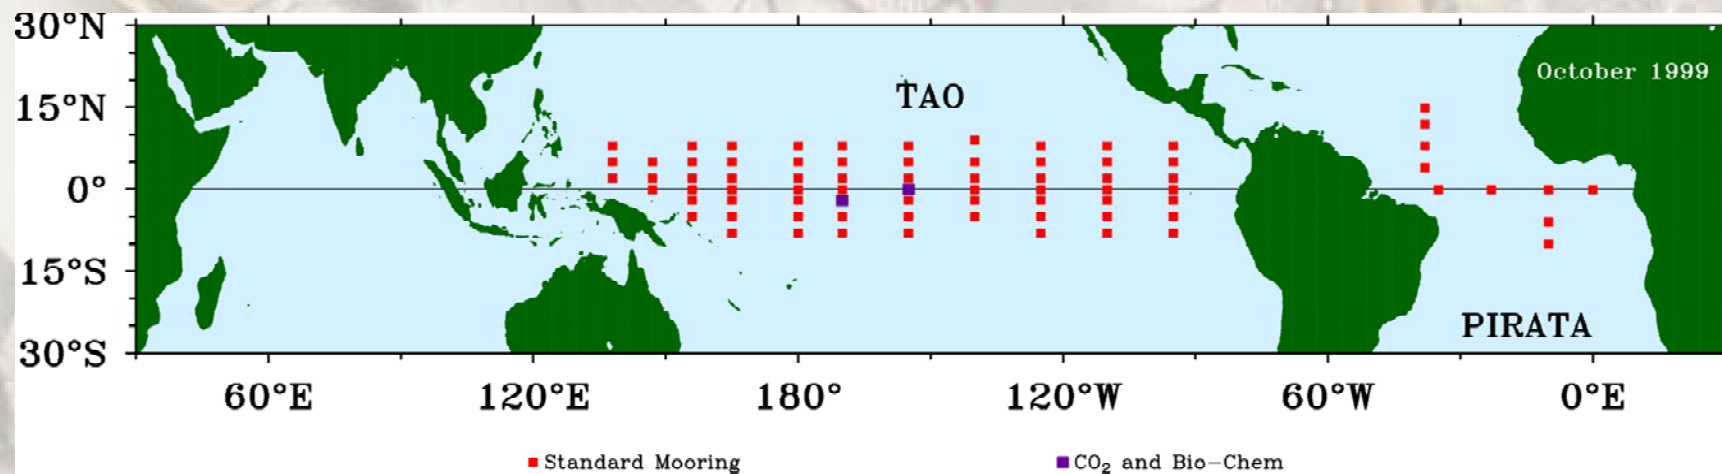 30°N
15°N
0°
15°S
30°S
TAO
October 1999
PIRATA
60°E 120°E 180° 120°W 60°W 0°E
Standard Mooring CO₂ and Bio-Chem